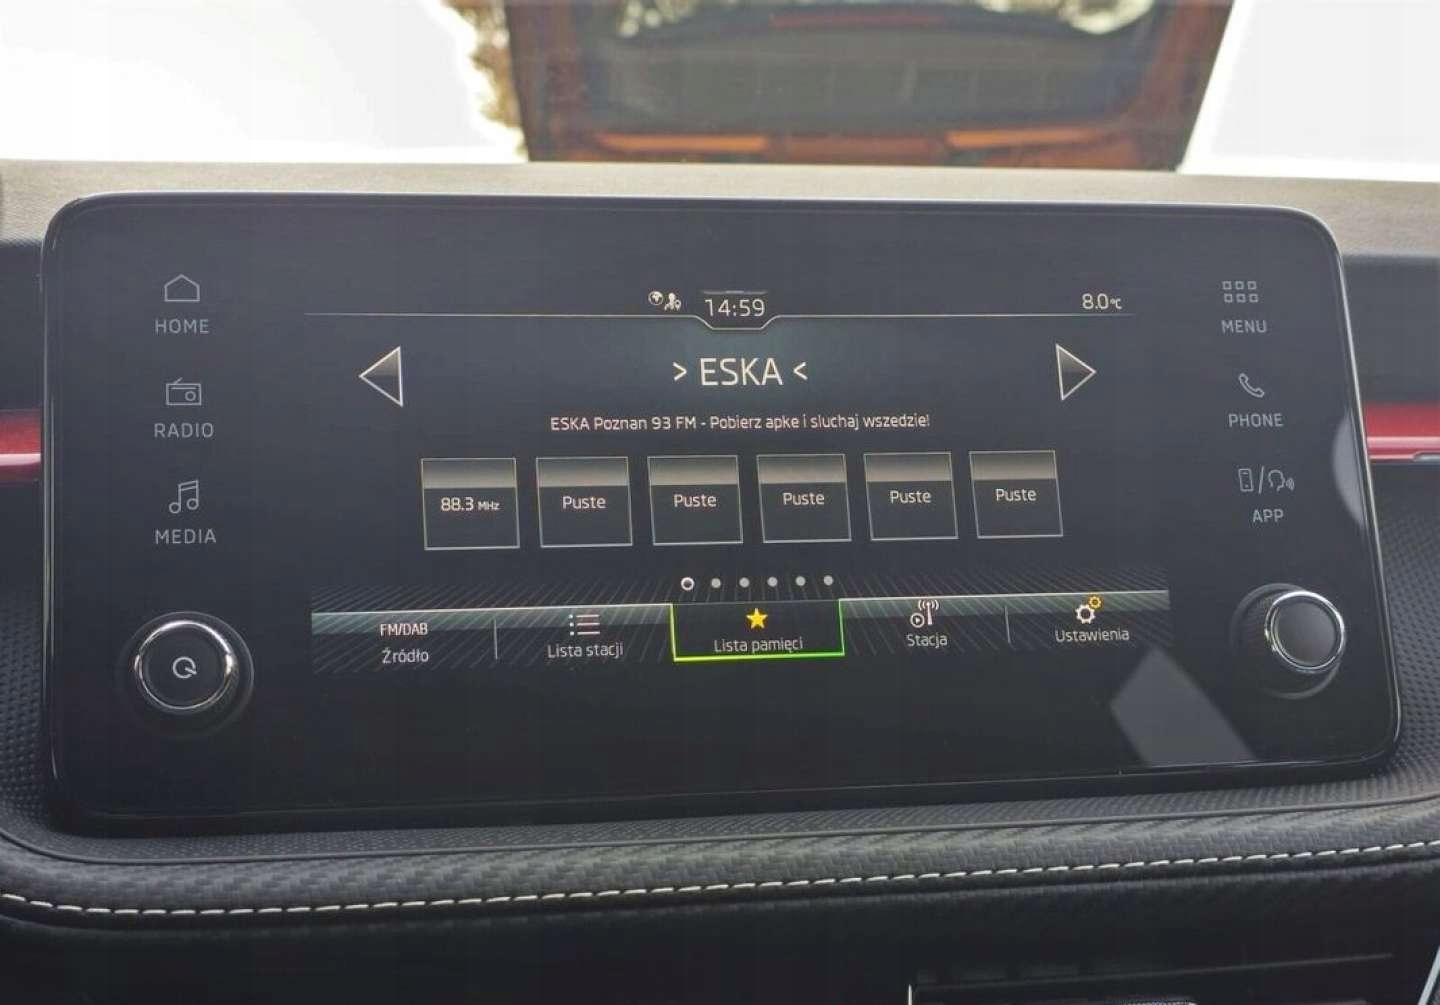 HOME
RADIO
MEDIA
14:59
8.0°C
> ESKA <
ESKA Poznan 93 FM - Pobierz apke i sluchaj wszedzie!
88.3 MHz
Puste
Puste
Puste
Puste
Puste
FM/DAB
Źródło
Lista stacji
Lista pamięci
Stacja
Ustawienia
MENU
PHONE
APP